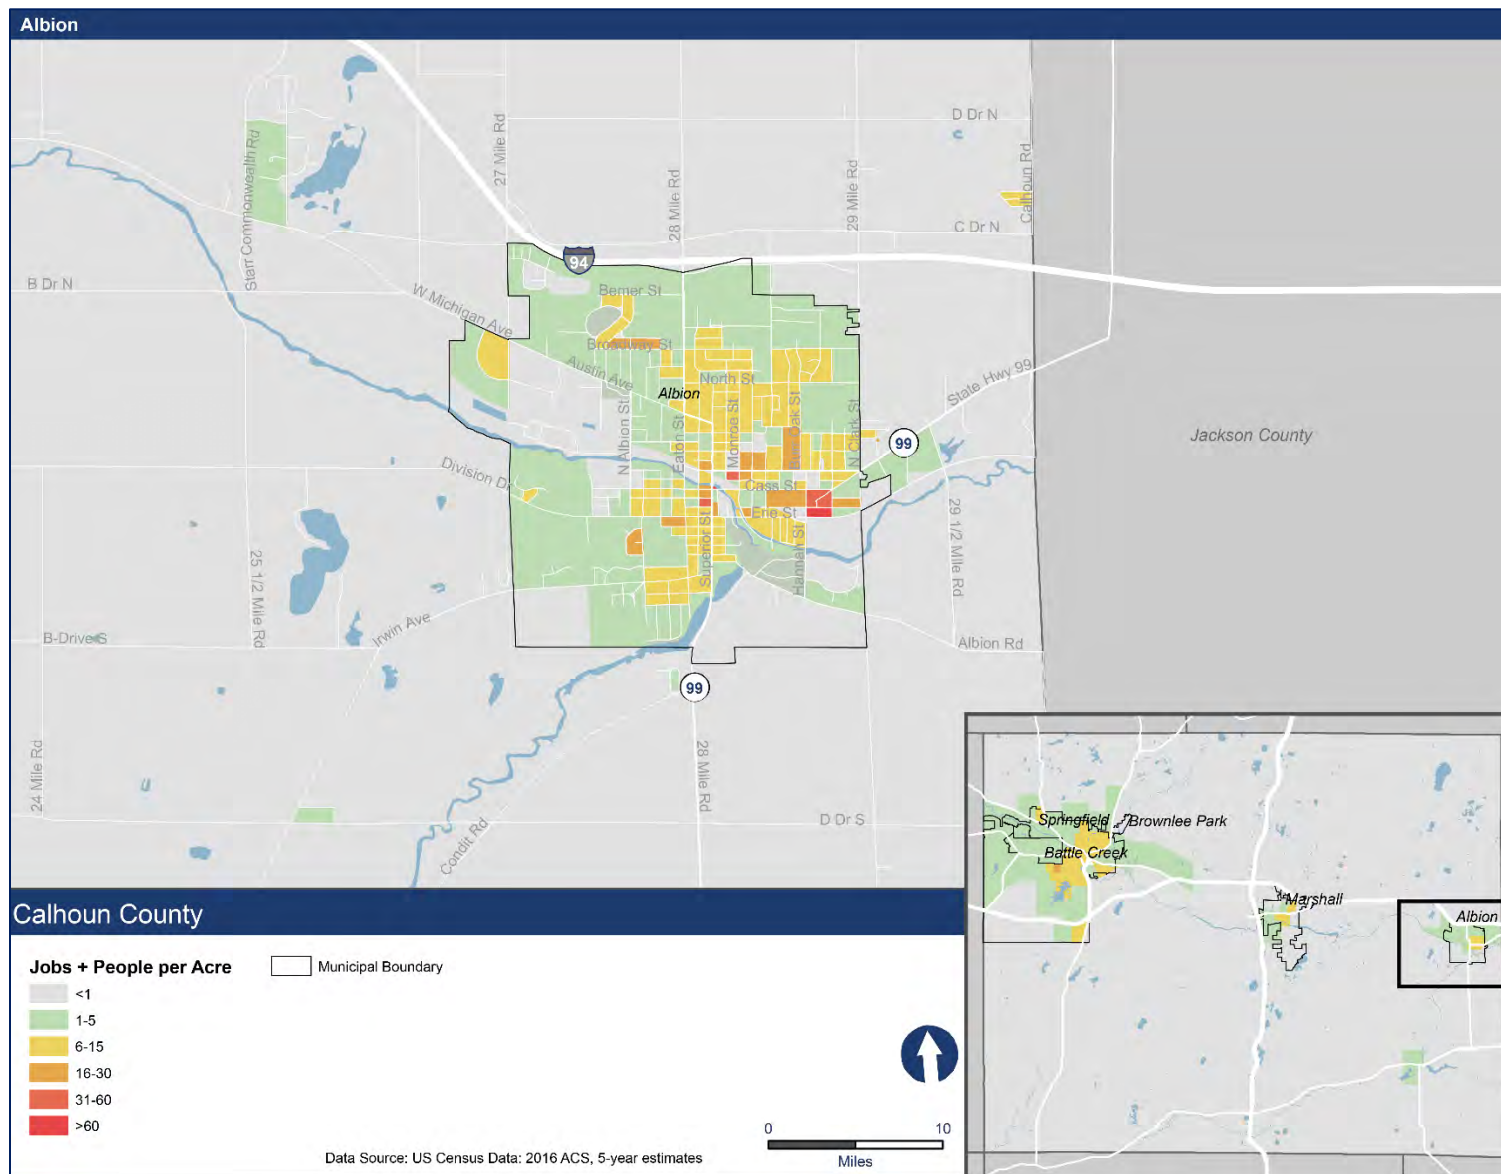 Albion
D Dr N
27 Mile Rd
28 Mile Rd
29 Mile Rd
Calhoun Rd
Starr Commonwealth Rd
C Dr N
94
B Dr N
W Michigan Ave
Bemer St
Broadway St
Austin Ave
North St
State Hwy 99
Albion
N Albion St
Eaton St
Monroe St
Burr Oak St
N Clark St
99
Jackson County
Division Dr
Cass St
Erie St
Superior St
Hannah St
29 1/2 Mile Rd
25 1/2 Mile Rd
B-Drive S
Irwin Ave
Albion Rd
99
24 Mile Rd
28 Mile Rd
Condit Rd
D Dr S
Springfield
Brownlee Park
Battle Creek
Marshall
Albion
Calhoun County
Jobs + People per Acre
Municipal Boundary
<1
1-5
6-15
16-30
31-60
>60
0 10
Miles
Data Source: US Census Data: 2016 ACS, 5-year estimates